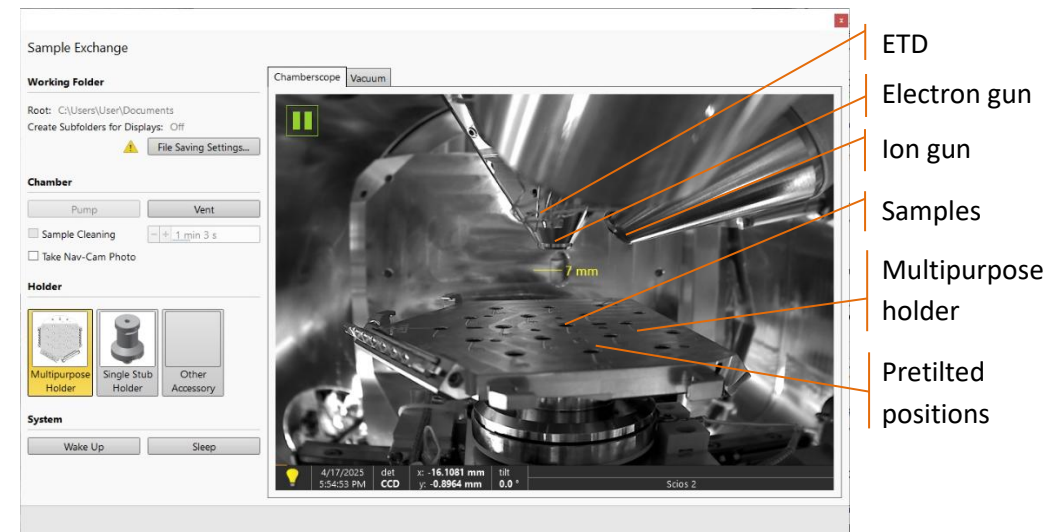 x
Sample Exchange
Working Folder
Root: C:\Users\User\Documents
Create Subfolders for Displays: Off
File Saving Settings...
Chamber
Pump Vent
Sample Cleaning - + 1 min 3 s
Take Nav-Cam Photo
Holder
Multipurpose Holder
Single Stub Holder
Other Accessory
System
Wake Up Sleep
Chamberscope Vacuum
7 mm
4/17/2025 det x: -16.1081 mm tilt
5:54:53 PM CCD y: -0.8964 mm 0.0 ° Scios 2
ETD
Electron gun
Ion gun
Samples
Multipurpose
holder
Pretilted
positions